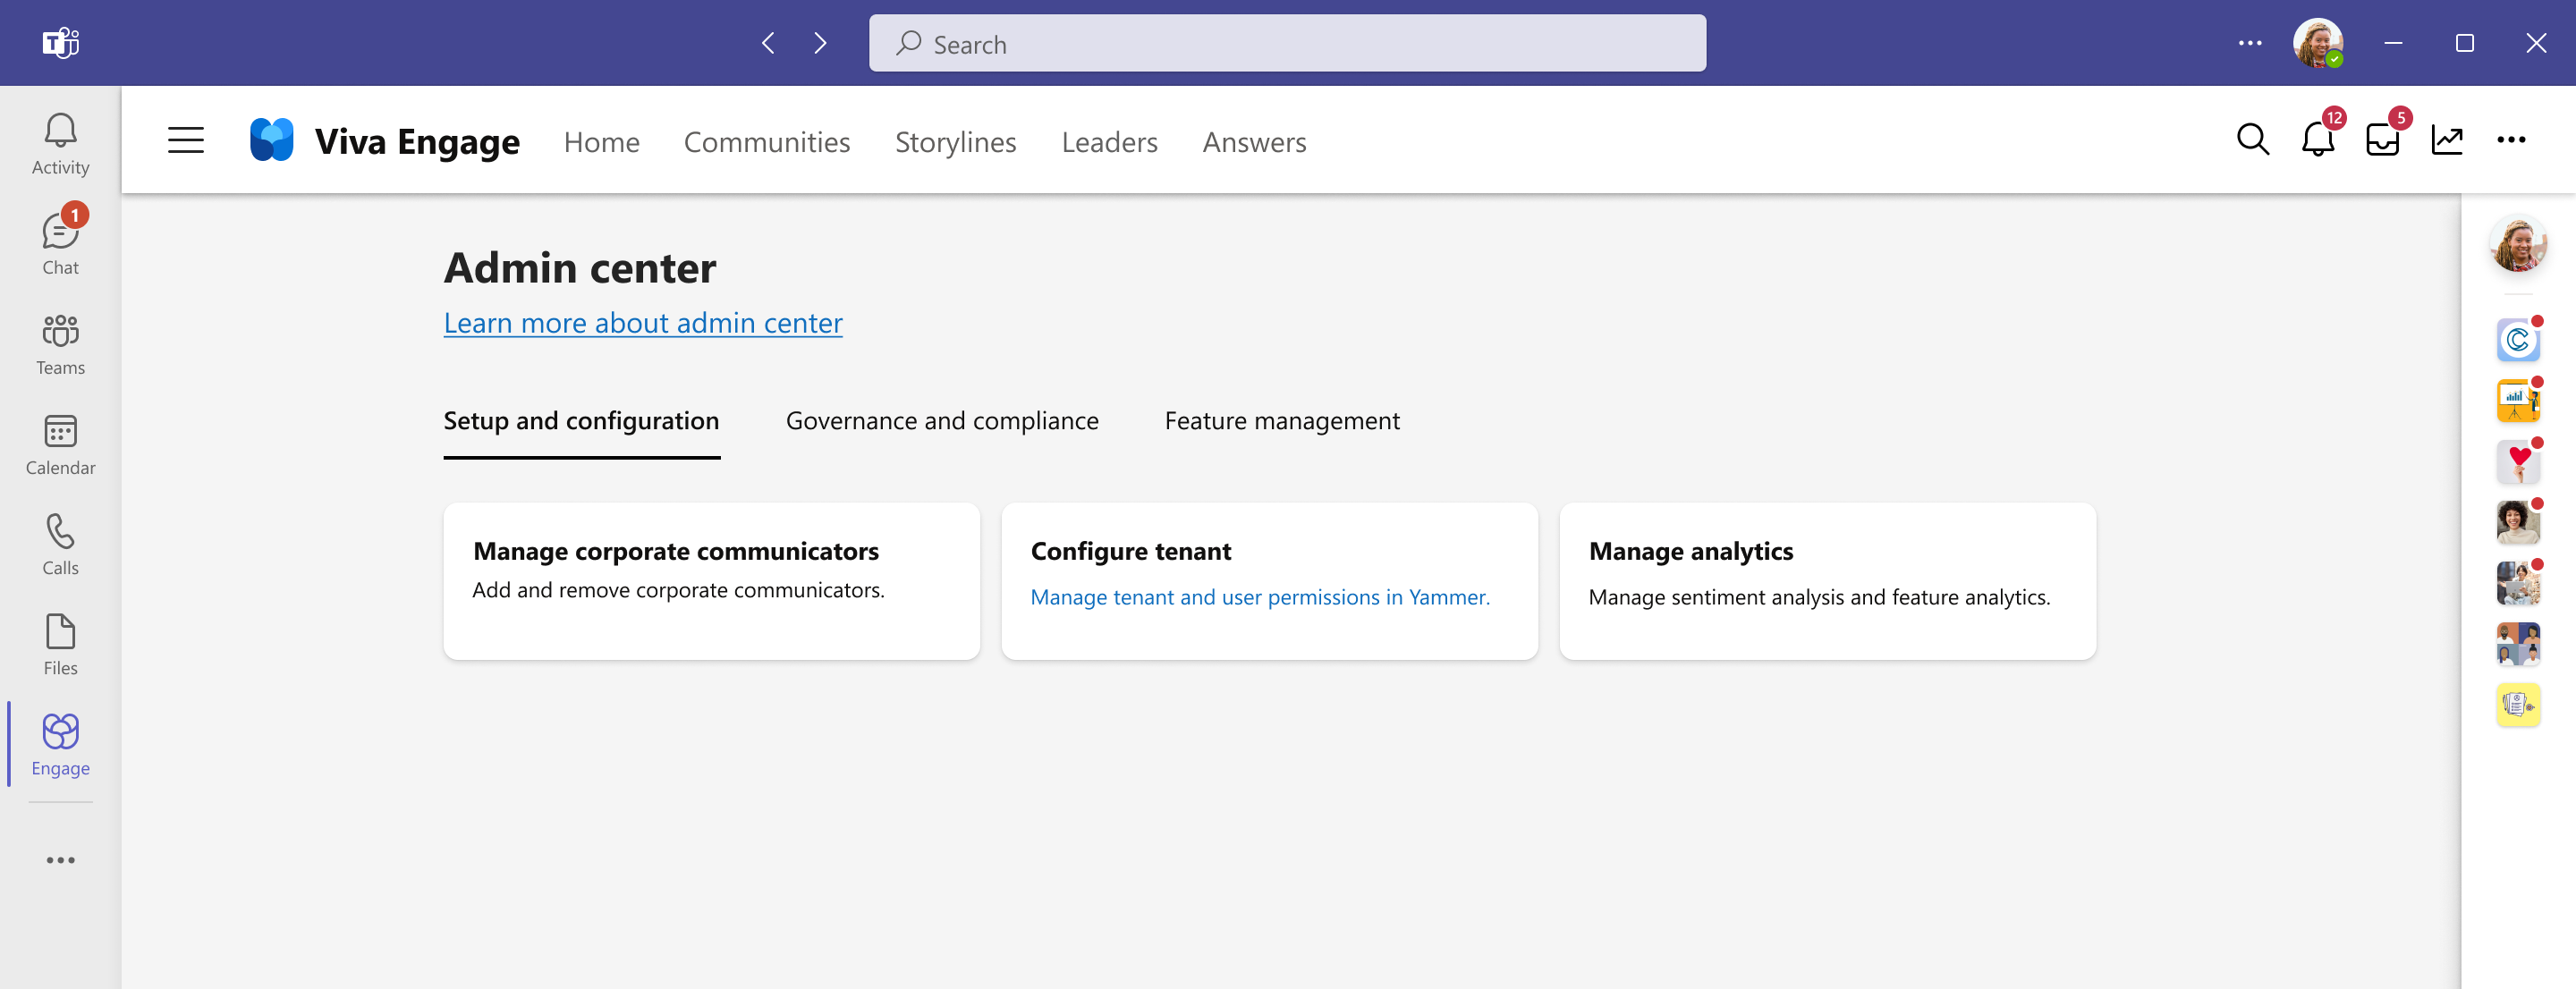 T
Search
Activity
1
Chat
Teams
Calendar
Calls
Files
Engage
Viva Engage
Home
Communities
Storylines
Leaders
Answers
12
5
Admin center
Learn more about admin center
Setup and configuration
Governance and compliance
Feature management
Manage corporate communicators
Add and remove corporate communicators.
Configure tenant
Manage tenant and user permissions in Yammer.
Manage analytics
Manage sentiment analysis and feature analytics.
C